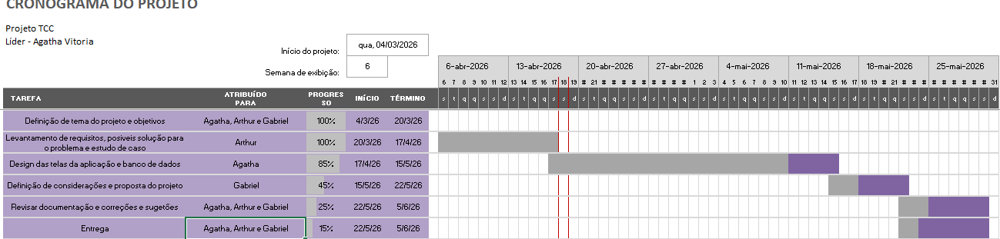 CRONOGRAMA DO PROJETO
Projeto TCC
Líder - Agatha Vitoria
Início do projeto: qua, 04/03/2026
Semana de exibição: 6
6-abr-2026 13-abr-2026 20-abr-2026 27-abr-2026 4-mai-2026 11-mai-2026 18-mai-2026 25-mai-2026
6 7 8 9 10 11 12 13 14 15 16 17 18 19 # 21 # # # # # # # # # 1 2 3 4 5 6 7 8 9 10 11 12 13 14 15 16 17 18 19 # 21 # # # # # # # # # 31
TAREFA ATRIBUÍDO PARA PROGRESSO INÍCIO TÉRMINO s t q q s s d s t q q s s d s t q q s s d s t q q s s d s t q q s s d s t q q s s d s t q q s s d s t q q s s d
Definição de tema do projeto e objetivos Agatha, Arthur e Gabriel 100% 4/3/26 20/3/26
Levantamento de requisitos, posiveis solução para
o problema e estudo de caso Arthur 100% 20/3/26 17/4/26
Design das telas da aplicação e banco de dados Agatha 85% 17/4/26 15/5/26
Definição de considerações e proposta do projeto Gabriel 45% 15/5/26 22/5/26
Revisar documentação e correções e sugetões Agatha, Arthur e Gabriel 25% 22/5/26 5/6/26
Entrega Agatha, Arthur e Gabriel 15% 22/5/26 5/6/26